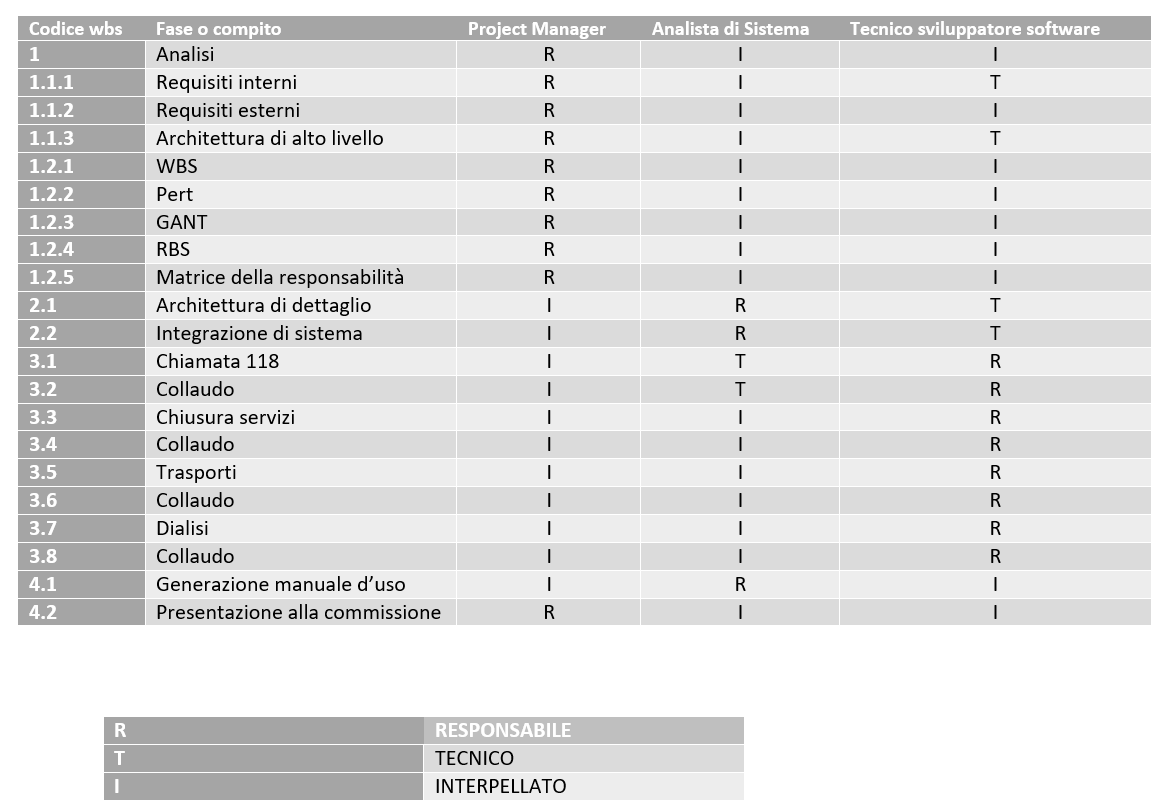 Codice wbs Fase o compito Project Manager Analista di Sistema Tecnico sviluppatore software
1 Analisi R I I
1.1.1 Requisiti interni R I T
1.1.2 Requisiti esterni R I I
1.1.3 Architettura di alto livello R I T
1.2.1 WBS R I I
1.2.2 Pert R I I
1.2.3 GANT R I I
1.2.4 RBS R I I
1.2.5 Matrice della responsabilità R I I
2.1 Architettura di dettaglio I R T
2.2 Integrazione di sistema I R T
3.1 Chiamata 118 I T R
3.2 Collaudo I T R
3.3 Chiusura servizi I I R
3.4 Collaudo I I R
3.5 Trasporti I I R
3.6 Collaudo I I R
3.7 Dialisi I I R
3.8 Collaudo I I R
4.1 Generazione manuale d’uso I R I
4.2 Presentazione alla commissione R I I
R RESPONSABILE
T TECNICO
I INTERPELLATO